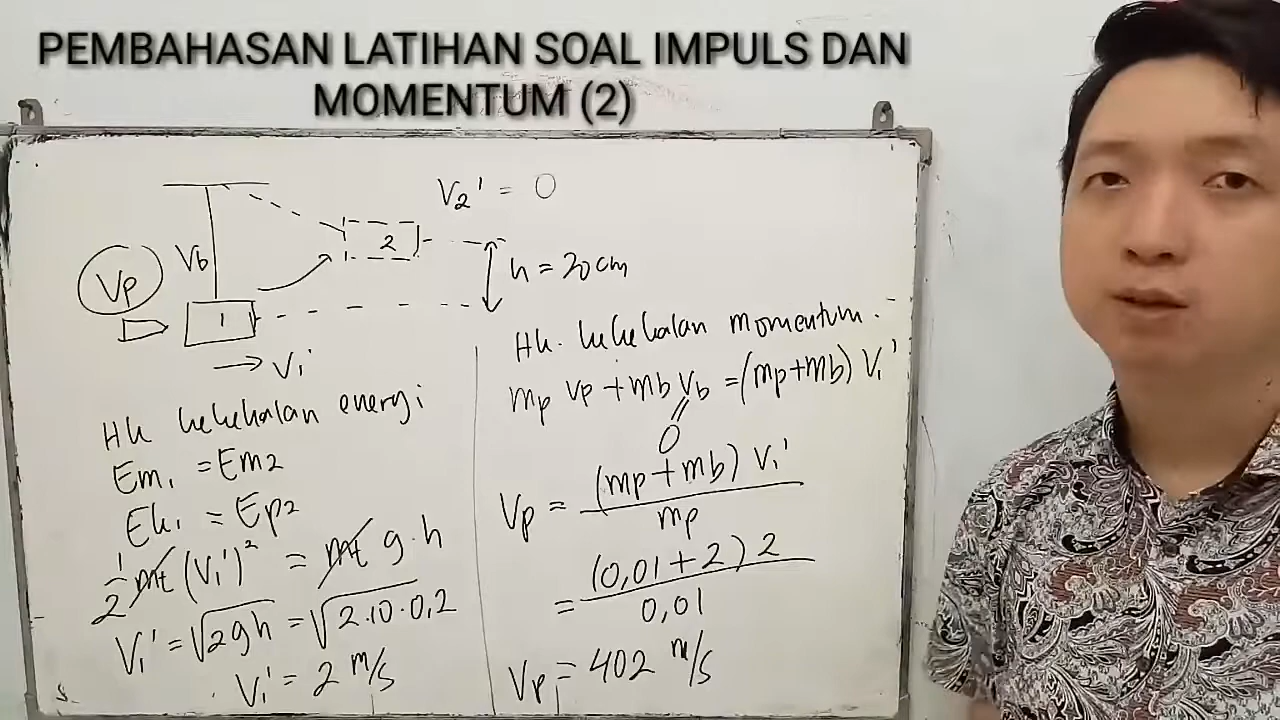 PEMBAHASAN LATIHAN SOAL IMPULS DAN
MOMENTUM (2)
V₂' = 0
2
Vb
Vp
h = 20 cm
1
→ V₁'
Hk kekekalan energi
Em₁ = Em₂
Ek₁ = Ep₂
1/2 mt (V₁')² = mt g·h
V₁' = √2gh = √2·10·0,2
V₁' = 2 m/s
Hk. kekekalan momentum.
mp Vp + mb Vb = (mp+mb) V₁'
0
Vp = (mp+mb) V₁' / mp
= (0,01+2) 2 / 0,01
Vp = 402 m/s